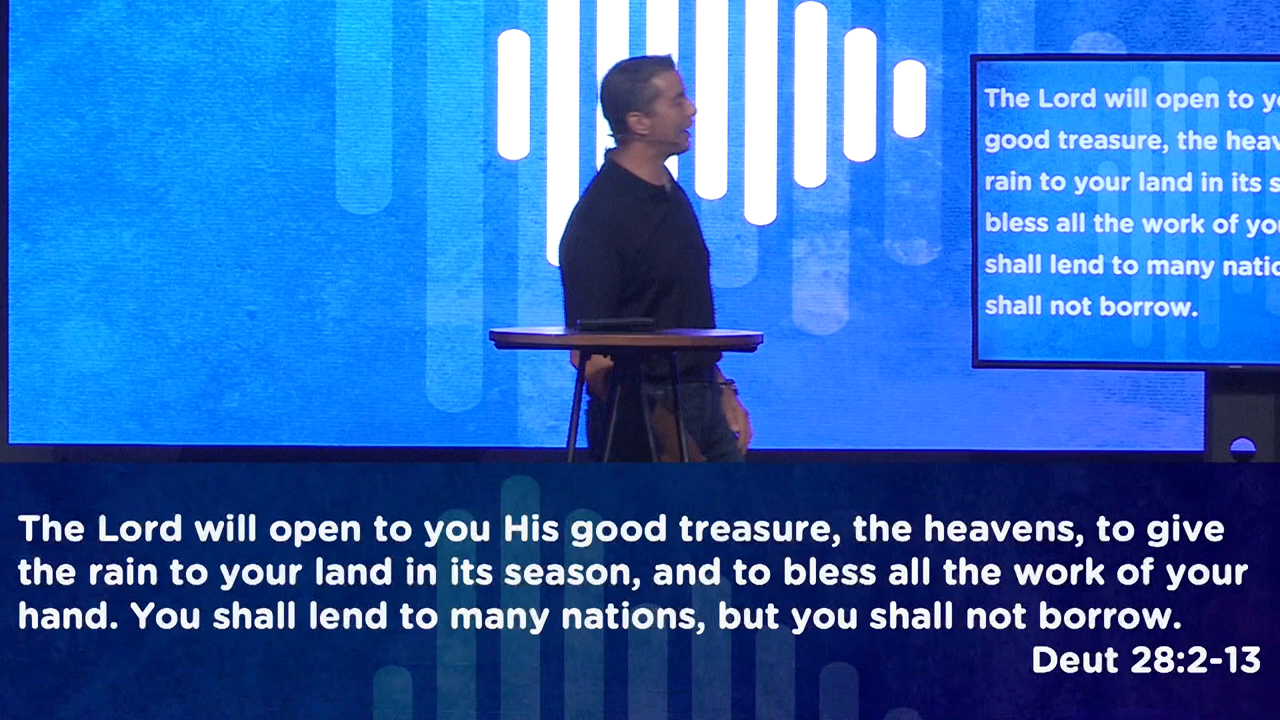 The Lord will open to y
good treasure, the heav
rain to your land in its s
bless all the work of yo
shall lend to many natio
shall not borrow.
The Lord will open to you His good treasure, the heavens, to give
the rain to your land in its season, and to bless all the work of your
hand. You shall lend to many nations, but you shall not borrow.
Deut 28:2-13